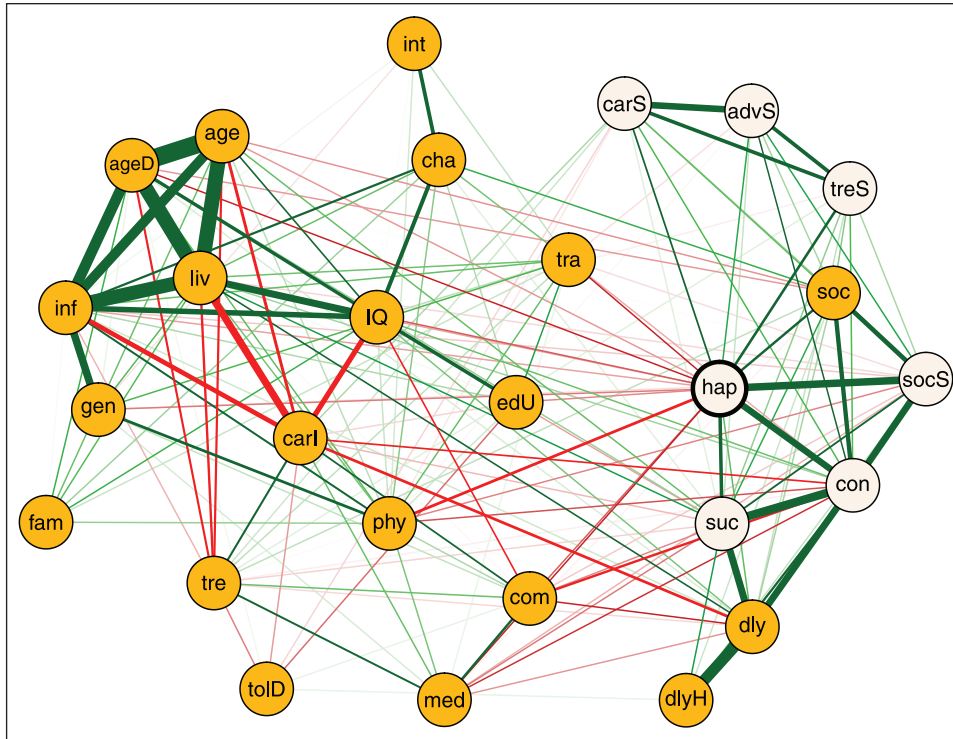 int
carS
advS
age
ageD
cha
treS
tra
liv
soc
inf
IQ
hap
socS
edU
gen
carI
con
fam
phy
suc
tre
com
dly
tolD
med
dlyH